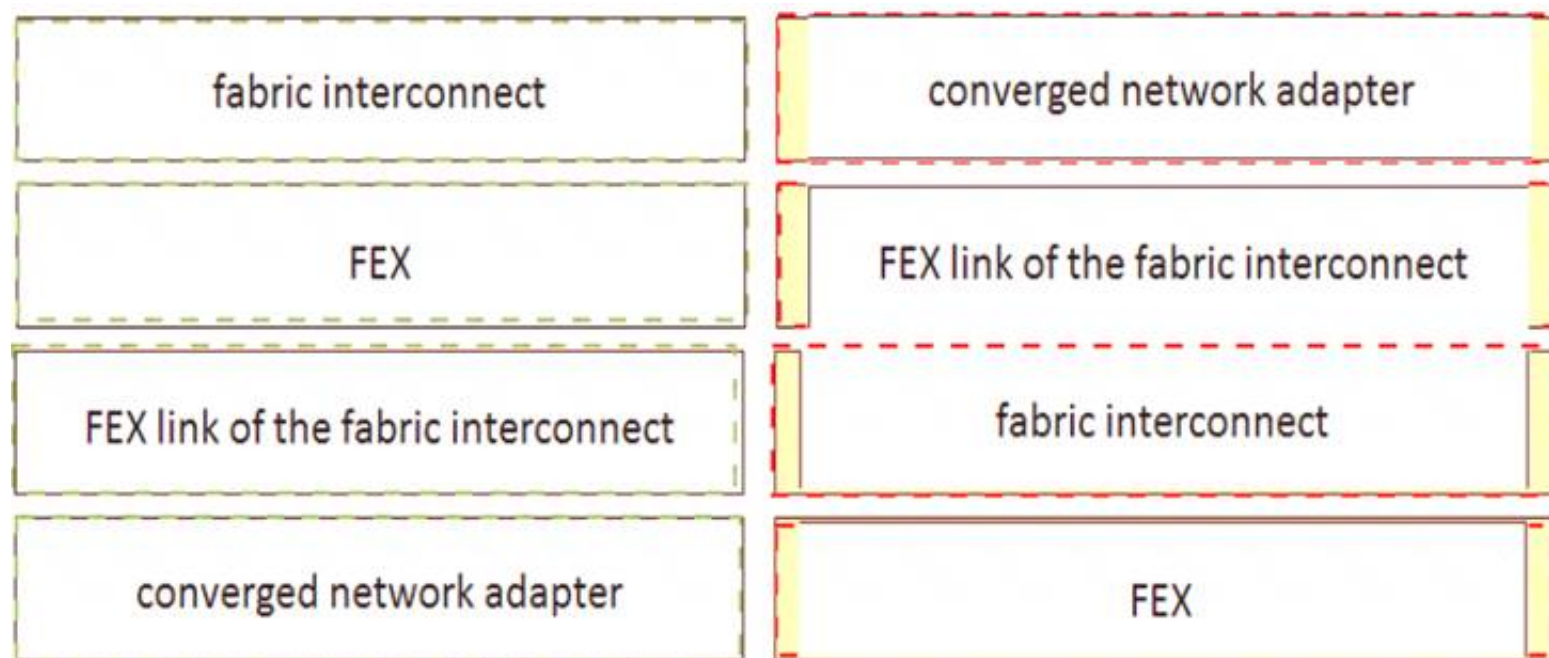 fabric interconnect
FEX
FEX link of the fabric interconnect
converged network adapter
converged network adapter
FEX link of the fabric interconnect
fabric interconnect
FEX